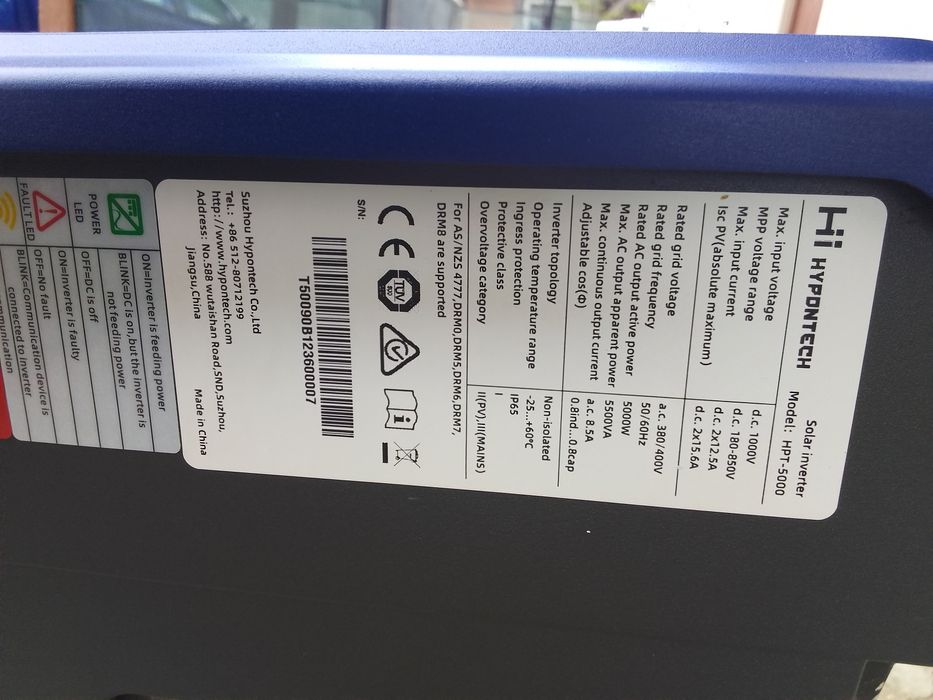 Hi HYPONTECH
Solar inverter
Model: HPT-5000
Max. input voltage d.c. 1000V
MPP voltage range d.c. 180-850V
Max. input current d.c. 2x12.5A
Isc PV(absolute maximum) d.c. 2x15.6A
Rated grid voltage a.c. 380/400V
Rated grid frequency 50/60Hz
Rated AC output active power 5000W
Max. AC output apparent power 5500VA
Max. continuous output current a.c. 8.5A
Adjustable cos(Φ) 0.8ind...0.8cap
Inverter topology Non-isolated
Operating temperature range -25...+60℃
Ingress protection IP65
Protective class I
Overvoltage category II(PV),III(MAINS)
For AS/NZS 4777,DRM0,DRM5,DRM6,DRM7,
DRM8 are supported
CE TÜV SÜD
S/N:
T50090B123600007
Suzhou Hypontech Co.,Ltd
Tel.: +86 512-80712199
http://www.hypontech.com
Address: No.588 wutaishan Road,SND,Suzhou,
Jiangsu,China
Made in China
POWER
LED
ON=Inverter is feeding power
BLINK=DC is on,but the inverter is
not feeding power
OFF=DC is off
FAULT LED
ON=Inverter is faulty
OFF=No fault
BLINK=Communication device is
connected to inverter